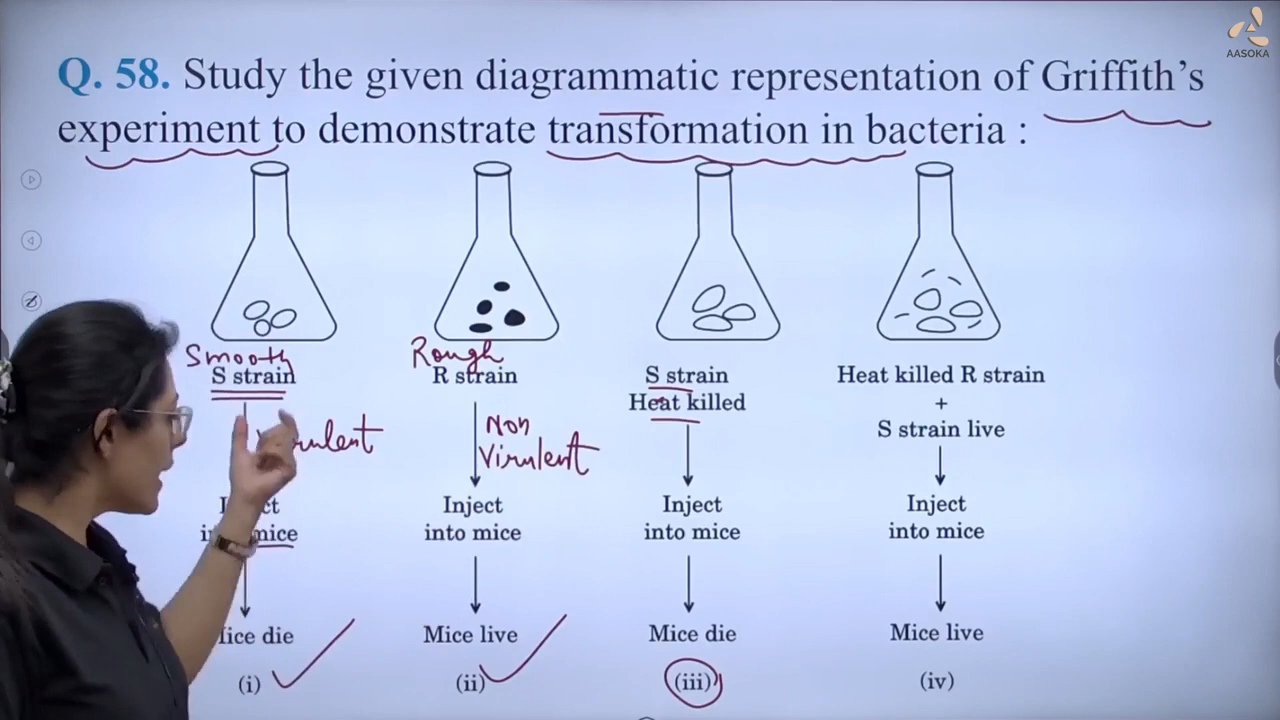 AASOKA
Q. 58. Study the given diagrammatic representation of Griffith's
experiment to demonstrate transformation in bacteria :
Smooth
S strain
Rough
R strain
S strain
Heat killed
Heat killed R strain
+
S strain live
Non
Virulent
Inject
into mice
Inject
into mice
Inject
into mice
mice
die
Mice live
Mice die
Mice live
(i)
(ii)
(iii)
(iv)